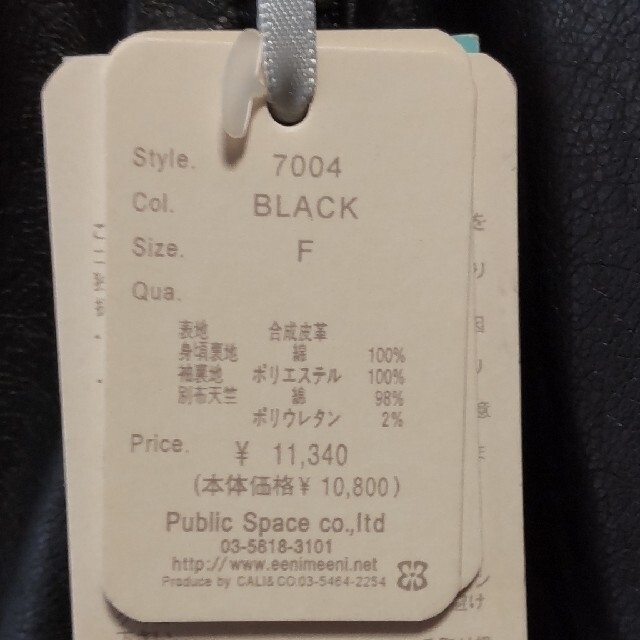 Style. 7004
Col. BLACK
Size. F
Qua.
表地 合成皮革
身頃裏地 綿 100%
袖裏地 ポリエステル 100%
別布天竺 綿 98%
ポリウレタン 2%
Price. ¥ 11,340
(本体価格¥ 10,800)
Public Space co.,ltd
03-5818-3101
http://www.eenimeeni.net
Produce by CALI&CO:03-5464-2254